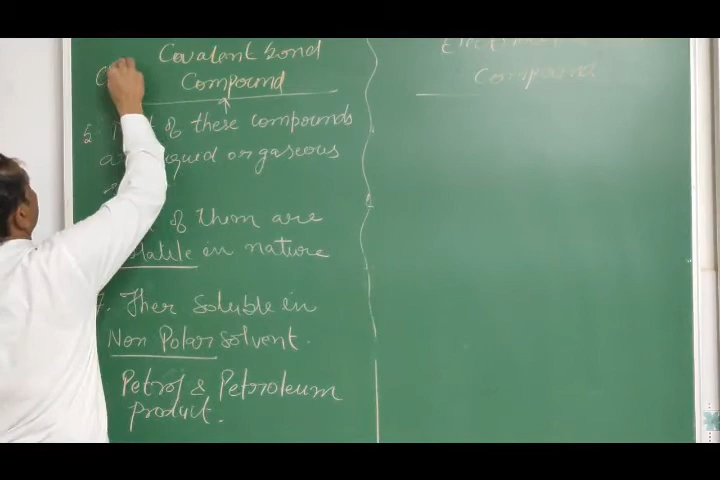 Covalent bond
Compound
5. of these compounds
liquid or gaseous
of them are
in nature
7. Ther soluble in
Non Polar solvent.
Petrol & Petroleum
product.
Compound